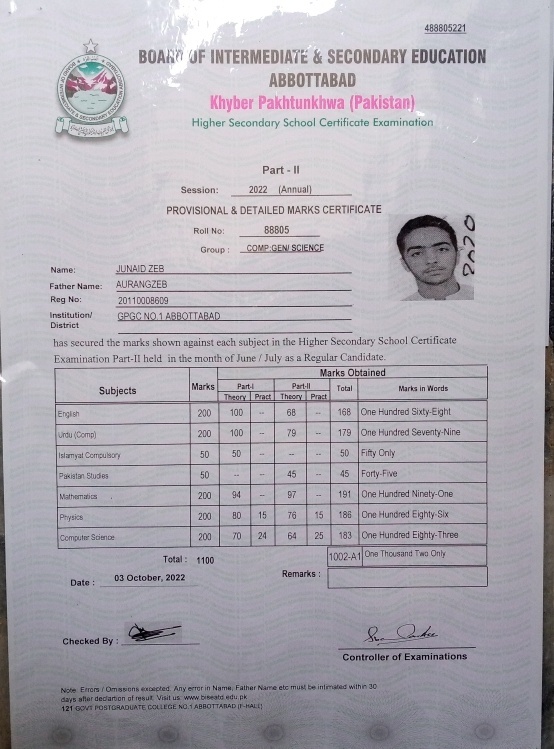 488805221
BOARD OF INTERMEDIATE & SECONDARY EDUCATION
ABBOTTABAD
Khyber Pakhtunkhwa (Pakistan)
Higher Secondary School Certificate Examination
Part - II
Session: 2022 (Annual)
PROVISIONAL & DETAILED MARKS CERTIFICATE
Roll No: 88805
Group : COMP:GEN/ SCIENCE
Name: JUNAID ZEB
Father Name: AURANGZEB
Reg No: 20110008609
Institution/ District GPGC NO.1 ABBOTTABAD
has secured the marks shown against each subject in the Higher Secondary School Certificate
Examination Part-II held in the month of June / July as a Regular Candidate.
Subjects Marks Marks Obtained
Part-I Part-II Total Marks in Words
Theory Pract Theory Pract
English 200 100 -- 68 -- 168 One Hundred Sixty-Eight
Urdu (Comp) 200 100 -- 79 -- 179 One Hundred Seventy-Nine
Islamyat Compulsory 50 50 -- -- -- 50 Fifty Only
Pakistan Studies 50 -- -- 45 -- 45 Forty-Five
Mathematics 200 94 -- 97 -- 191 One Hundred Ninety-One
Physics 200 80 15 76 15 186 One Hundred Eighty-Six
Computer Science 200 70 24 64 25 183 One Hundred Eighty-Three
Total : 1100 1002-A1 One Thousand Two Only
Date : 03 October, 2022 Remarks :
Checked By :
Controller of Examinations
Note: Errors / Omissions excepted. Any error in Name, Father Name etc must be intimated within 30
days after declartion of result. Visit us: www.biseatd.edu.pk
121 GOVT POSTGRADUATE COLLEGE NO.1 ABBOTTABAD (F-HALL)